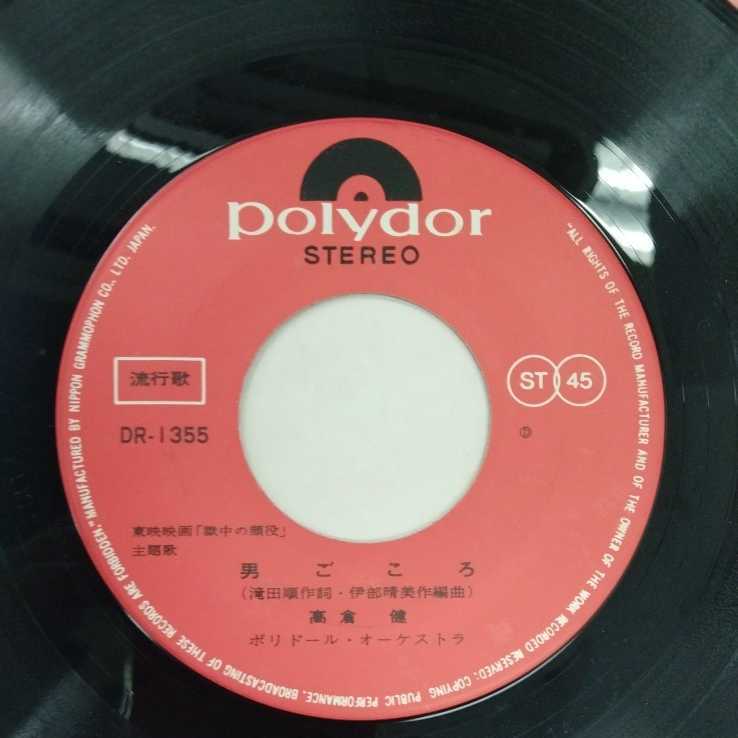 polydor
STEREO
流行歌
ST 45
DR-1355
Ⓓ
東映映画「獄中の顔役」
主題歌
男ごころ
(滝田順作詞・伊部晴美作編曲)
高倉健
ポリドール・オーケストラ
"ALL RIGHTS OF THE RECORD MANUFACTURER AND OF THE OWNER OF THE WORK RECORDED RESERVED: COPYING PUBLIC PERFORMANCE, BROADCASTING OF THESE RECORDS ARE FORBIDDEN." MANUFACTURED BY NIPPON GRAMMOPHON CO., LTD. JAPAN.